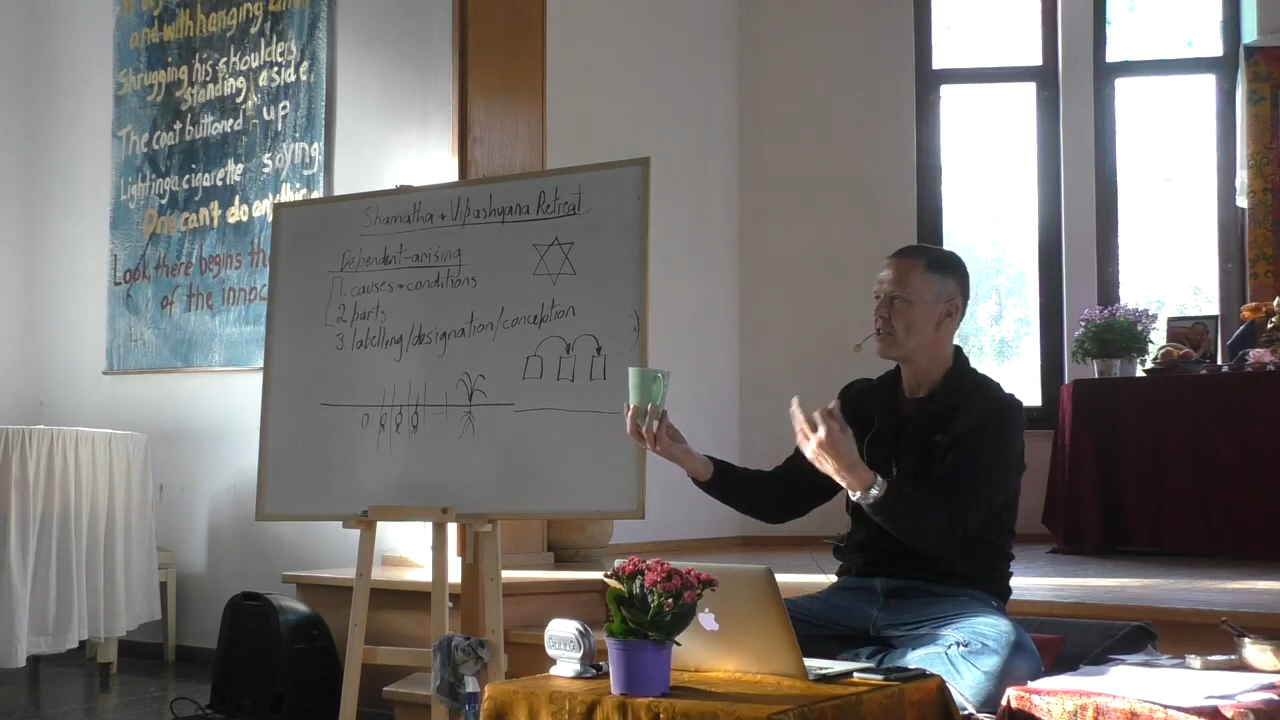 and with hanging
Shrugging his shoulders
standing aside.
The coat buttoned up
Lighting a cigarette saying
One can't do anything
Look, there begins the
of the innoc
Shamatha + Vipashyana Retreat
Dependent-arising
1. causes + conditions
2. parts
3. labelling/designation/conception